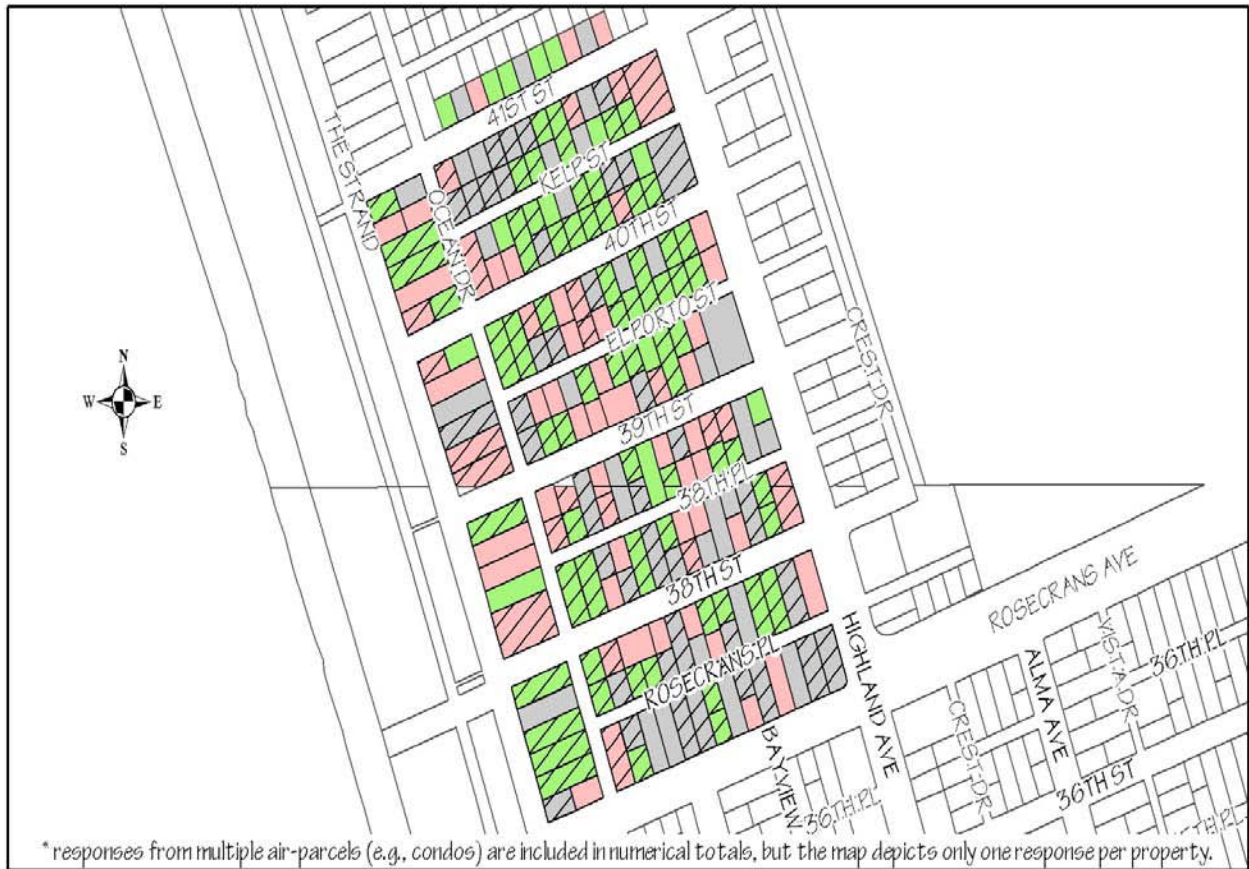 41ST ST
THE STRAND
KELP ST
OCEAN DR
40TH ST
EL PORTO ST
CREST DR
N
W E
S
39TH ST
38TH PL
38TH ST
ROSECRANS AVE
ROSECRANS PL
HIGHLAND AVE
VISTA DR
36TH PL
ALMA AVE
CREST DR
BAYVIEW
36TH ST
36TH PL
* responses from multiple air-parcels (e.g., condos) are included in numerical totals, but the map depicts only one response per property.